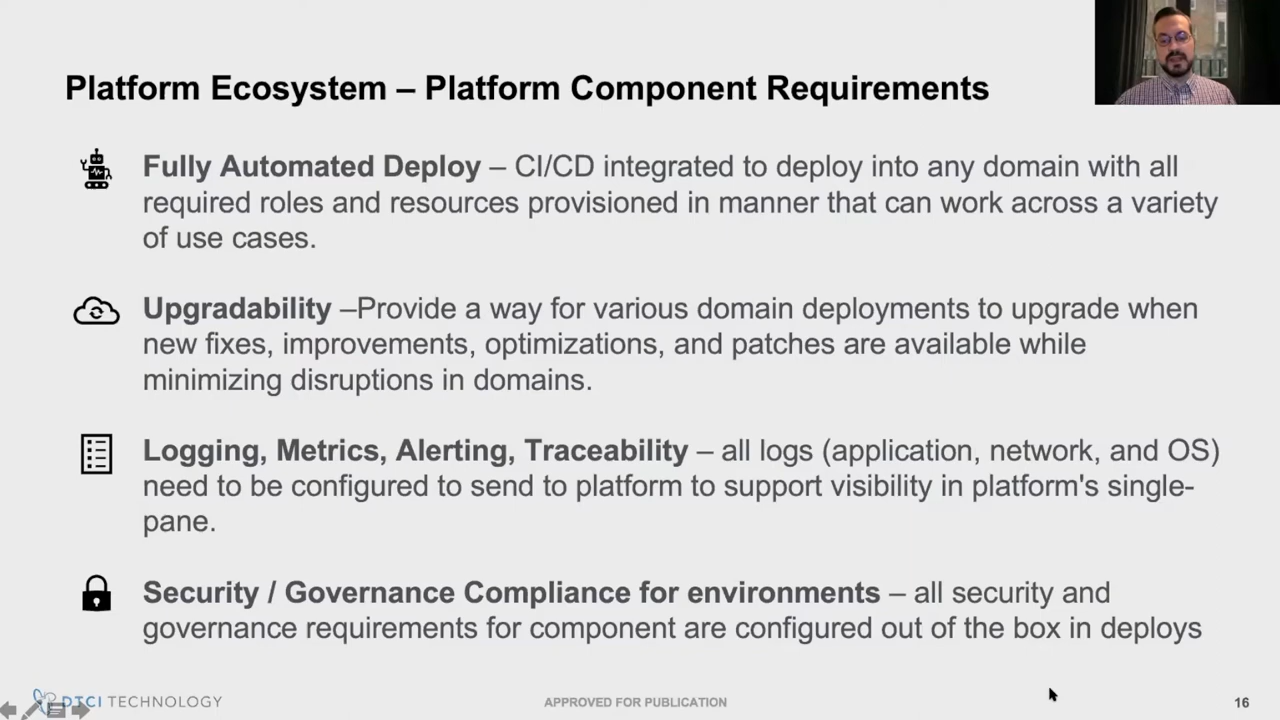 Platform Ecosystem – Platform Component Requirements
Fully Automated Deploy – CI/CD integrated to deploy into any domain with all
required roles and resources provisioned in manner that can work across a variety
of use cases.
Upgradability –Provide a way for various domain deployments to upgrade when
new fixes, improvements, optimizations, and patches are available while
minimizing disruptions in domains.
Logging, Metrics, Alerting, Traceability – all logs (application, network, and OS)
need to be configured to send to platform to support visibility in platform's single-
pane.
Security / Governance Compliance for environments – all security and
governance requirements for component are configured out of the box in deploys
DTCI TECHNOLOGY
APPROVED FOR PUBLICATION
16